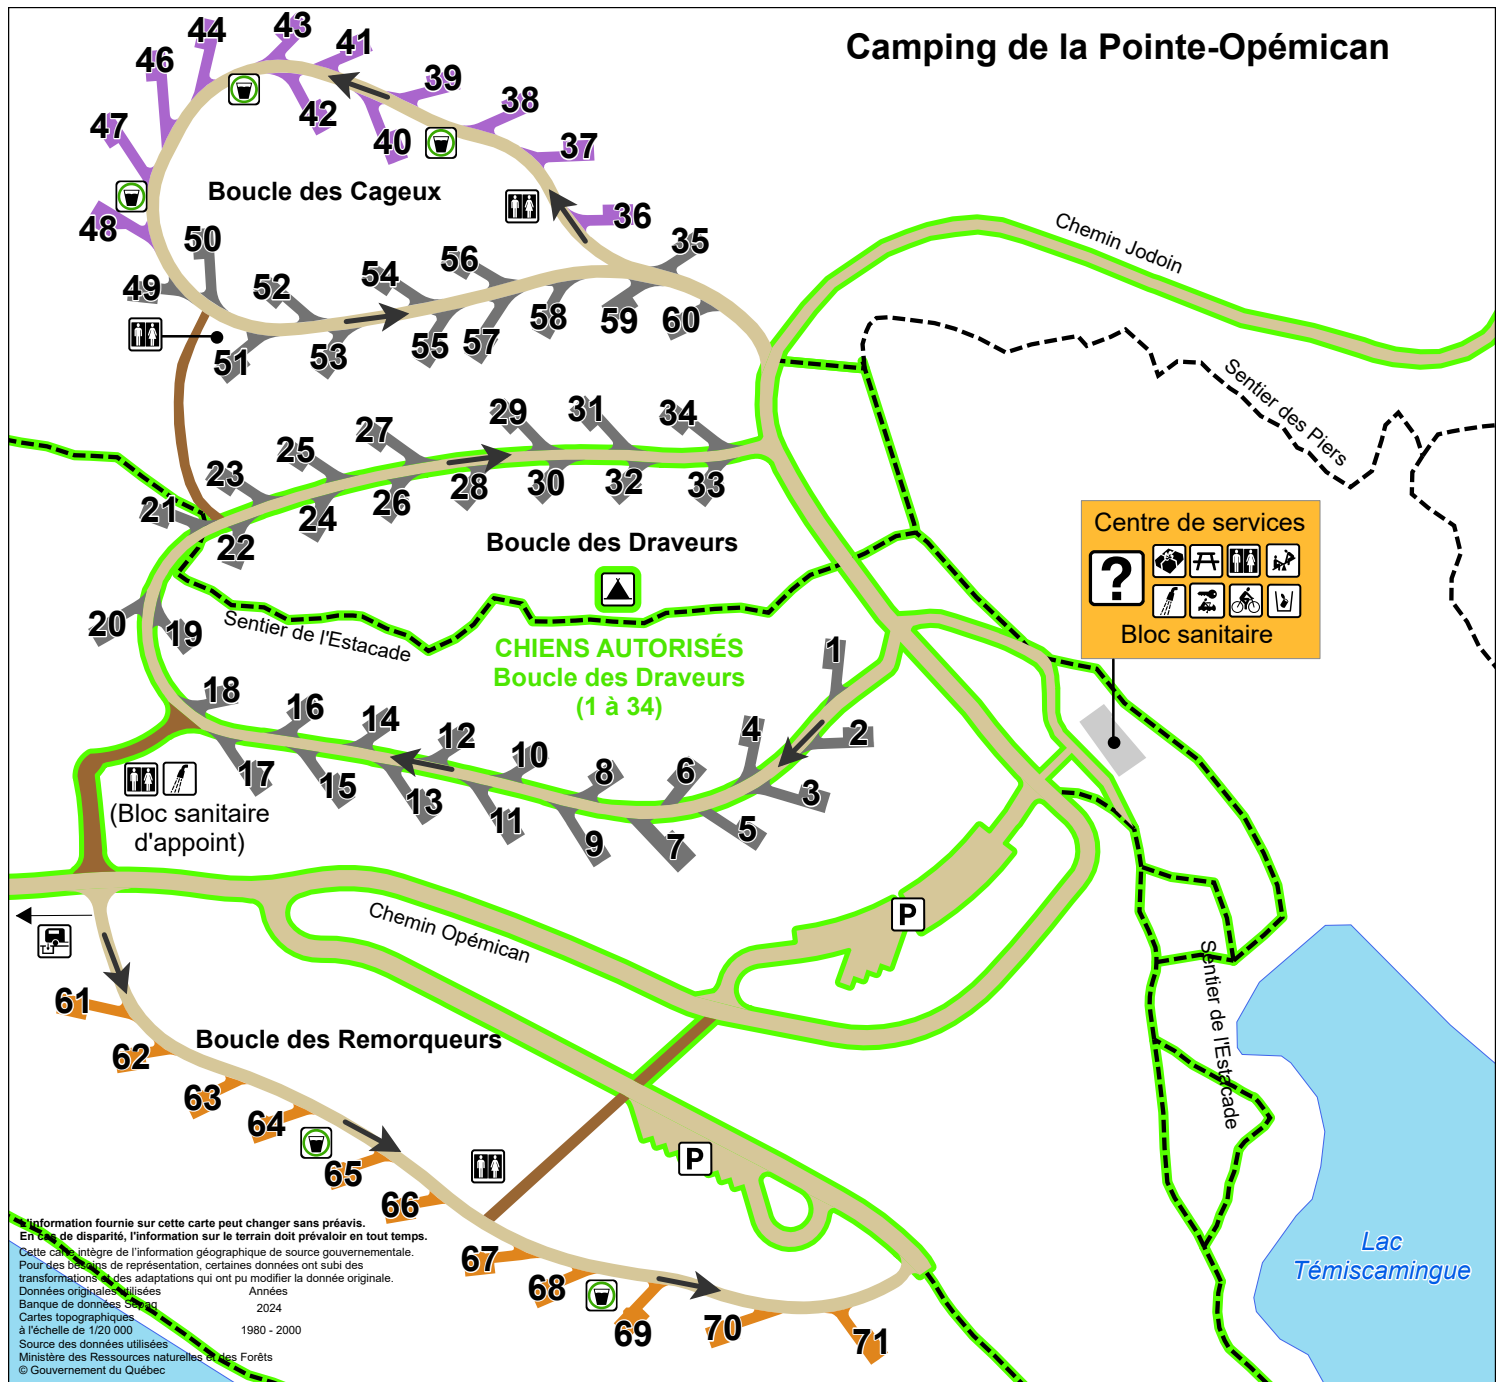 Camping de la Pointe-Opémican
43
44
41
46
39
38
42
47
40
37
Boucle des Cageux
48
36
50
35
56
54
52
49
58
59
60
57
55
53
51
Chemin Jodoin
Sentier des Piers
29
31
34
27
25
23
21
22
24
26
28
30
32
33
Boucle des Draveurs
Centre de services
?
Bloc sanitaire
20
19
Sentier de l'Estacade
CHIENS AUTORISÉS
Boucle des Draveurs
(1 à 34)
1
18
16
14
12
10
8
6
4
2
17
15
13
11
9
7
5
3
(Bloc sanitaire
d'appoint)
P
Chemin Opémican
Sentier de l'Estacade
61
Boucle des Remorqueurs
62
63
64
65
66
P
67
68
69
70
71
Lac
Témiscamingue
L'information fournie sur cette carte peut changer sans préavis.
En cas de disparité, l'information sur le terrain doit prévaloir en tout temps.
Cette carte intègre de l'information géographique de source gouvernementale.
Pour des besoins de représentation, certaines données ont subi des
transformations et des adaptations qui ont pu modifier la donnée originale.
Données originales utilisées Années
Banque de données Sépaq 2024
Cartes topographiques
à l'échelle de 1/20 000 1980 - 2000
Source des données utilisées
Ministère des Ressources naturelles et des Forêts
© Gouvernement du Québec